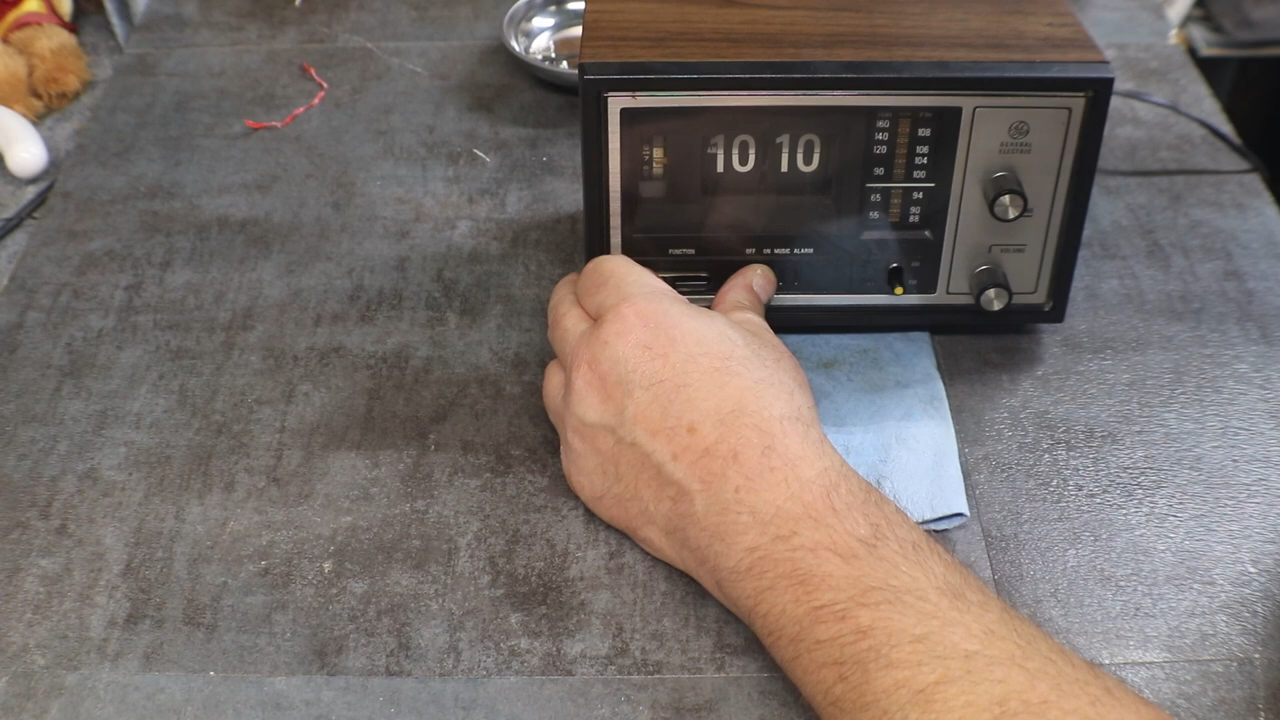 AM
10 10
160
140 108
120 106
104
90 100
65 94
55 90
88
GENERAL
ELECTRIC
VOLUME
FUNCTION OFF ON MUSIC ALARM